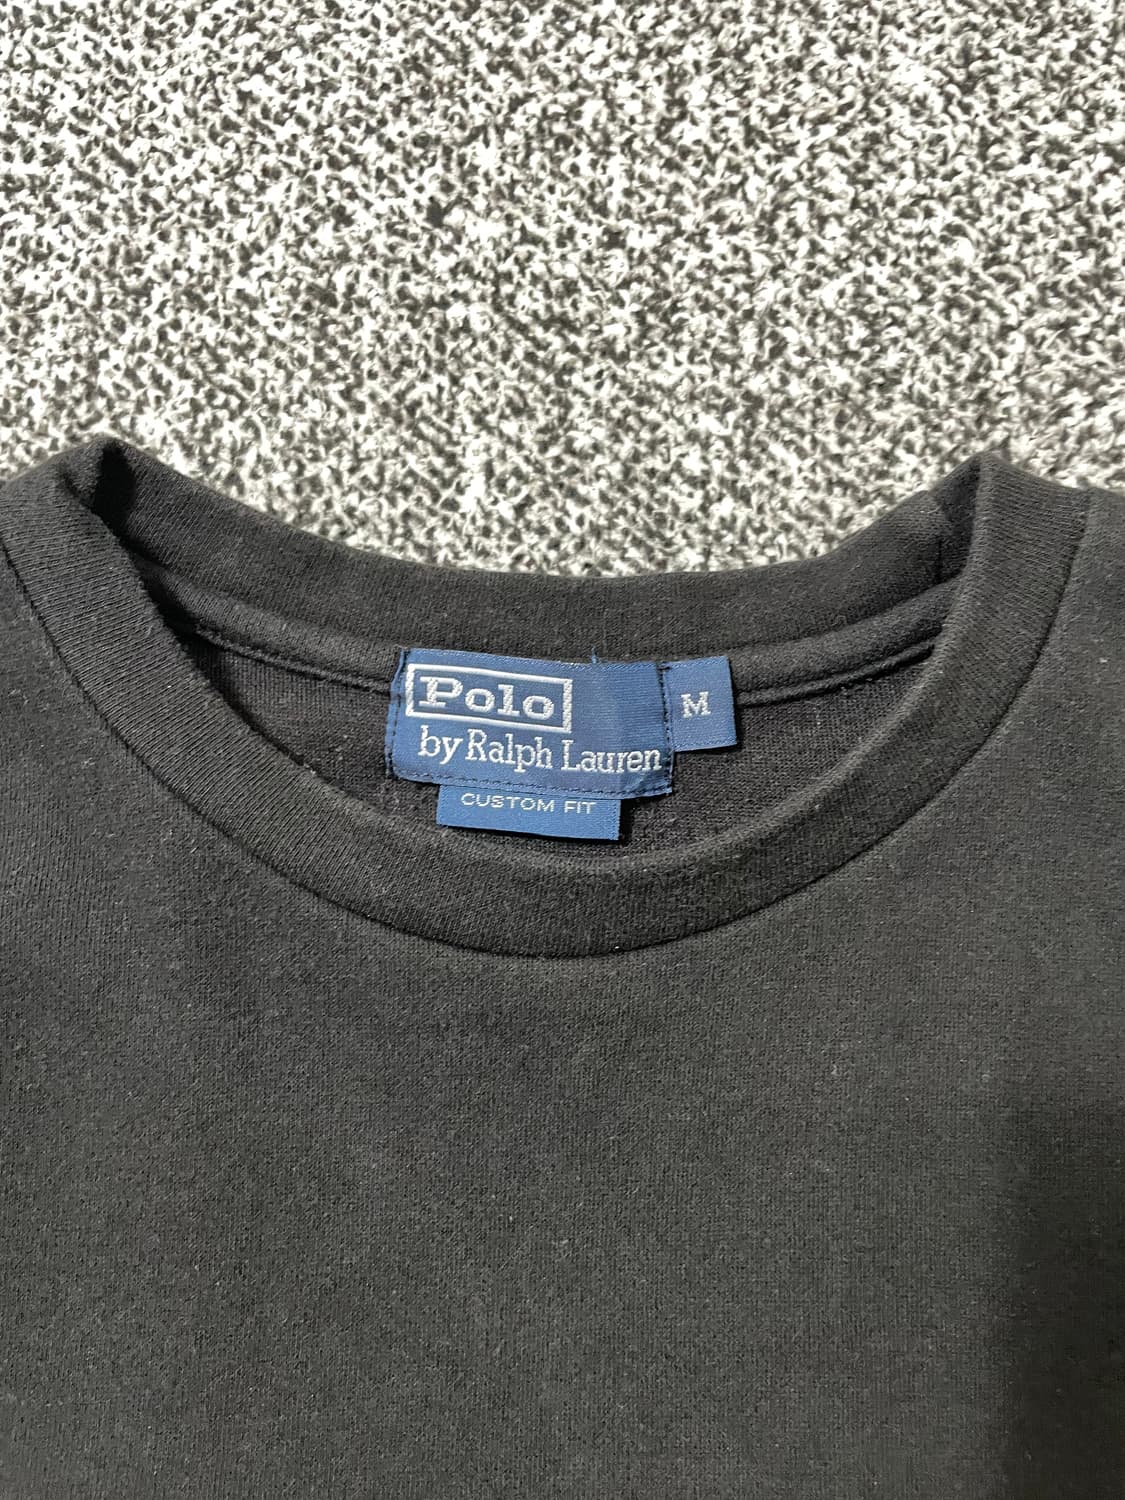 Polo
by Ralph Lauren
M
CUSTOM FIT